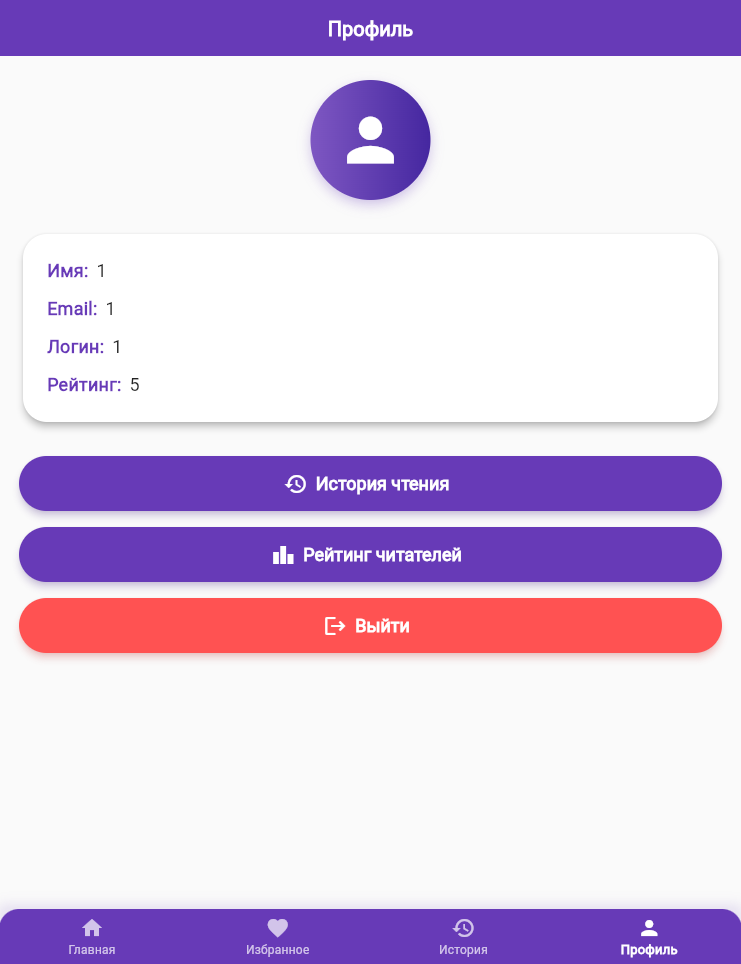 Профиль
Имя: 1
Email: 1
Логин: 1
Рейтинг: 5
История чтения
Рейтинг читателей
Выйти
Главная
Избранное
История
Профиль